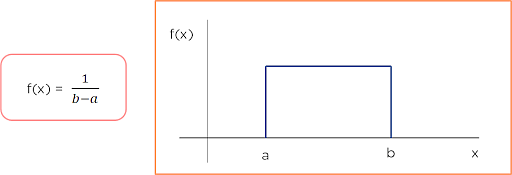 f(x) = 1/(b−a)
f(x)
a b x